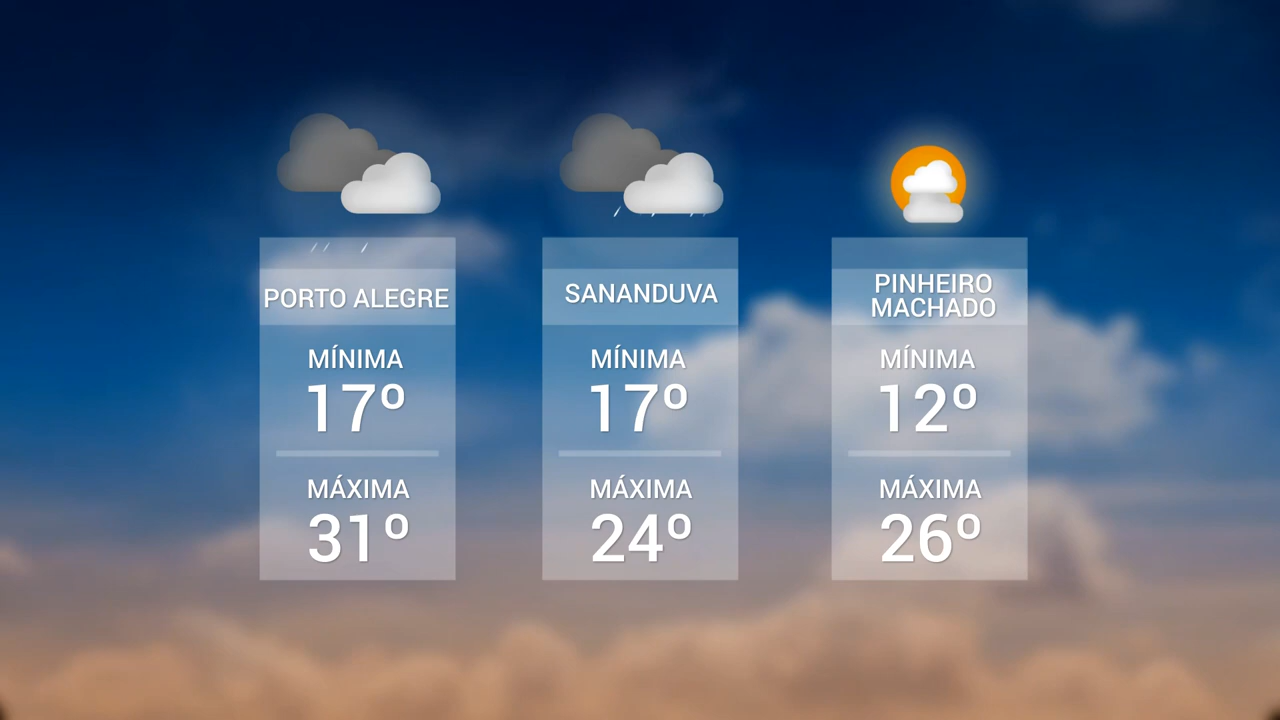 PORTO ALEGRE
MÍNIMA
17º
MÁXIMA
31º
SANANDUVA
MÍNIMA
17º
MÁXIMA
24º
PINHEIRO
MACHADO
MÍNIMA
12º
MÁXIMA
26º